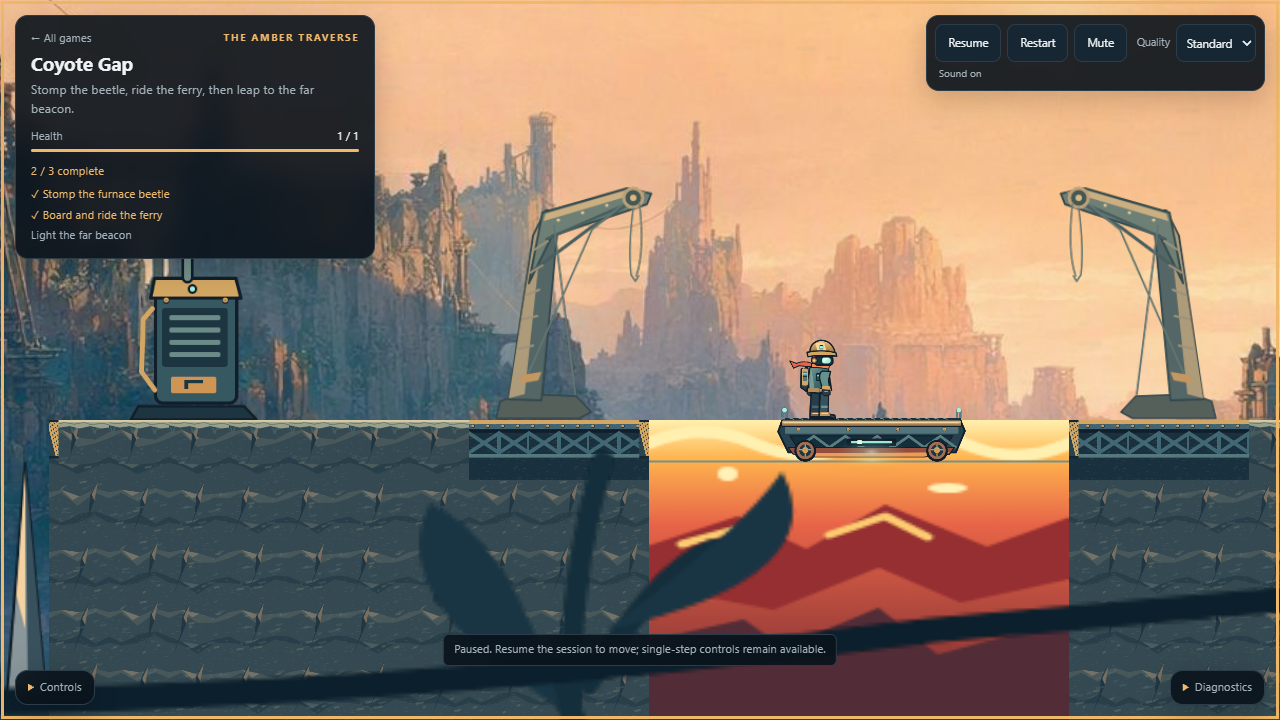 ← All games
THE AMBER TRAVERSE
Coyote Gap
Stomp the beetle, ride the ferry, then leap to the far
beacon.
Health
1 / 1
2 / 3 complete
✓ Stomp the furnace beetle
✓ Board and ride the ferry
Light the far beacon
Resume
Restart
Mute
Quality
Standard
Sound on
Paused. Resume the session to move; single-step controls remain available.
▶ Controls
▶ Diagnostics